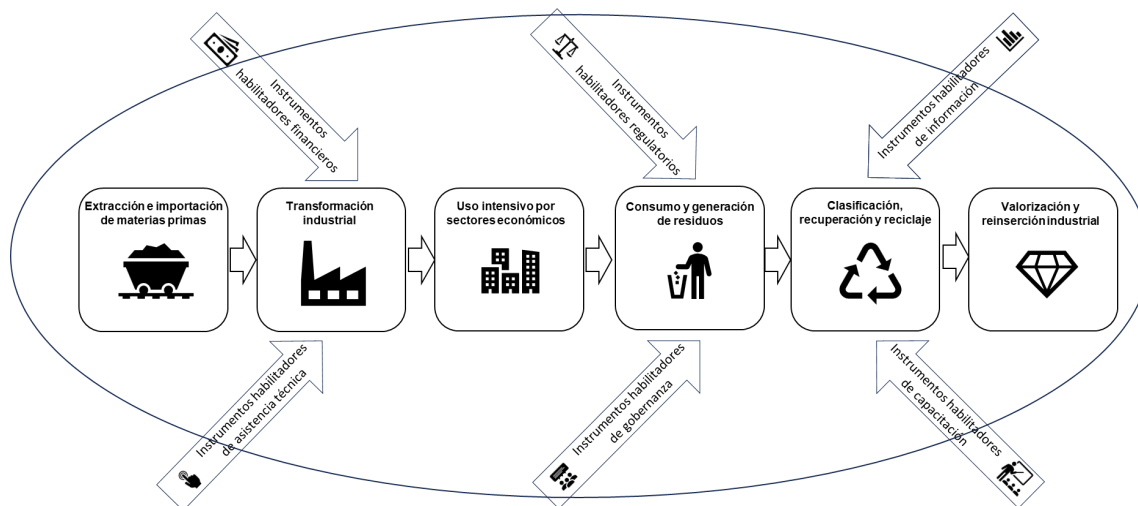 Instrumentos
habilitadores financieros
Instrumentos
habilitadores regulatorios
Instrumentos habilitadores
de información
Extracción e importación
de materias primas
Transformación
industrial
Uso intensivo por
sectores económicos
Consumo y generación
de residuos
Clasificación,
recuperación y reciclaje
Valorización y
reinserción industrial
Instrumentos habilitadores
de asistencia técnica
Instrumentos habilitadores
de gobernanza
Instrumentos habilitadores
de capacitación